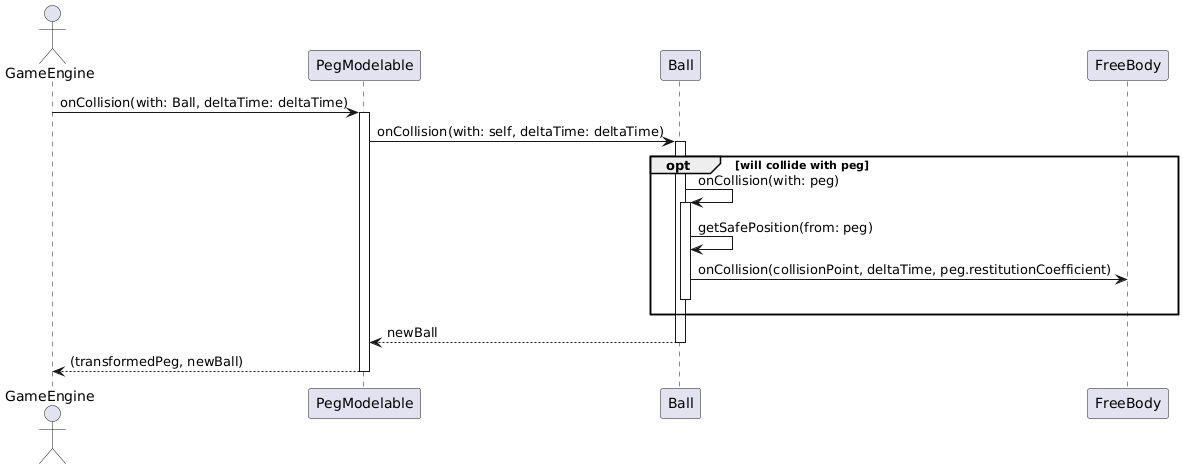 GameEngine
PegModelable
Ball
FreeBody
onCollision(with: Ball, deltaTime: deltaTime)
onCollision(with: self, deltaTime: deltaTime)
opt
[will collide with peg]
onCollision(with: peg)
getSafePosition(from: peg)
onCollision(collisionPoint, deltaTime, peg.restitutionCoefficient)
newBall
(transformedPeg, newBall)
GameEngine
PegModelable
Ball
FreeBody